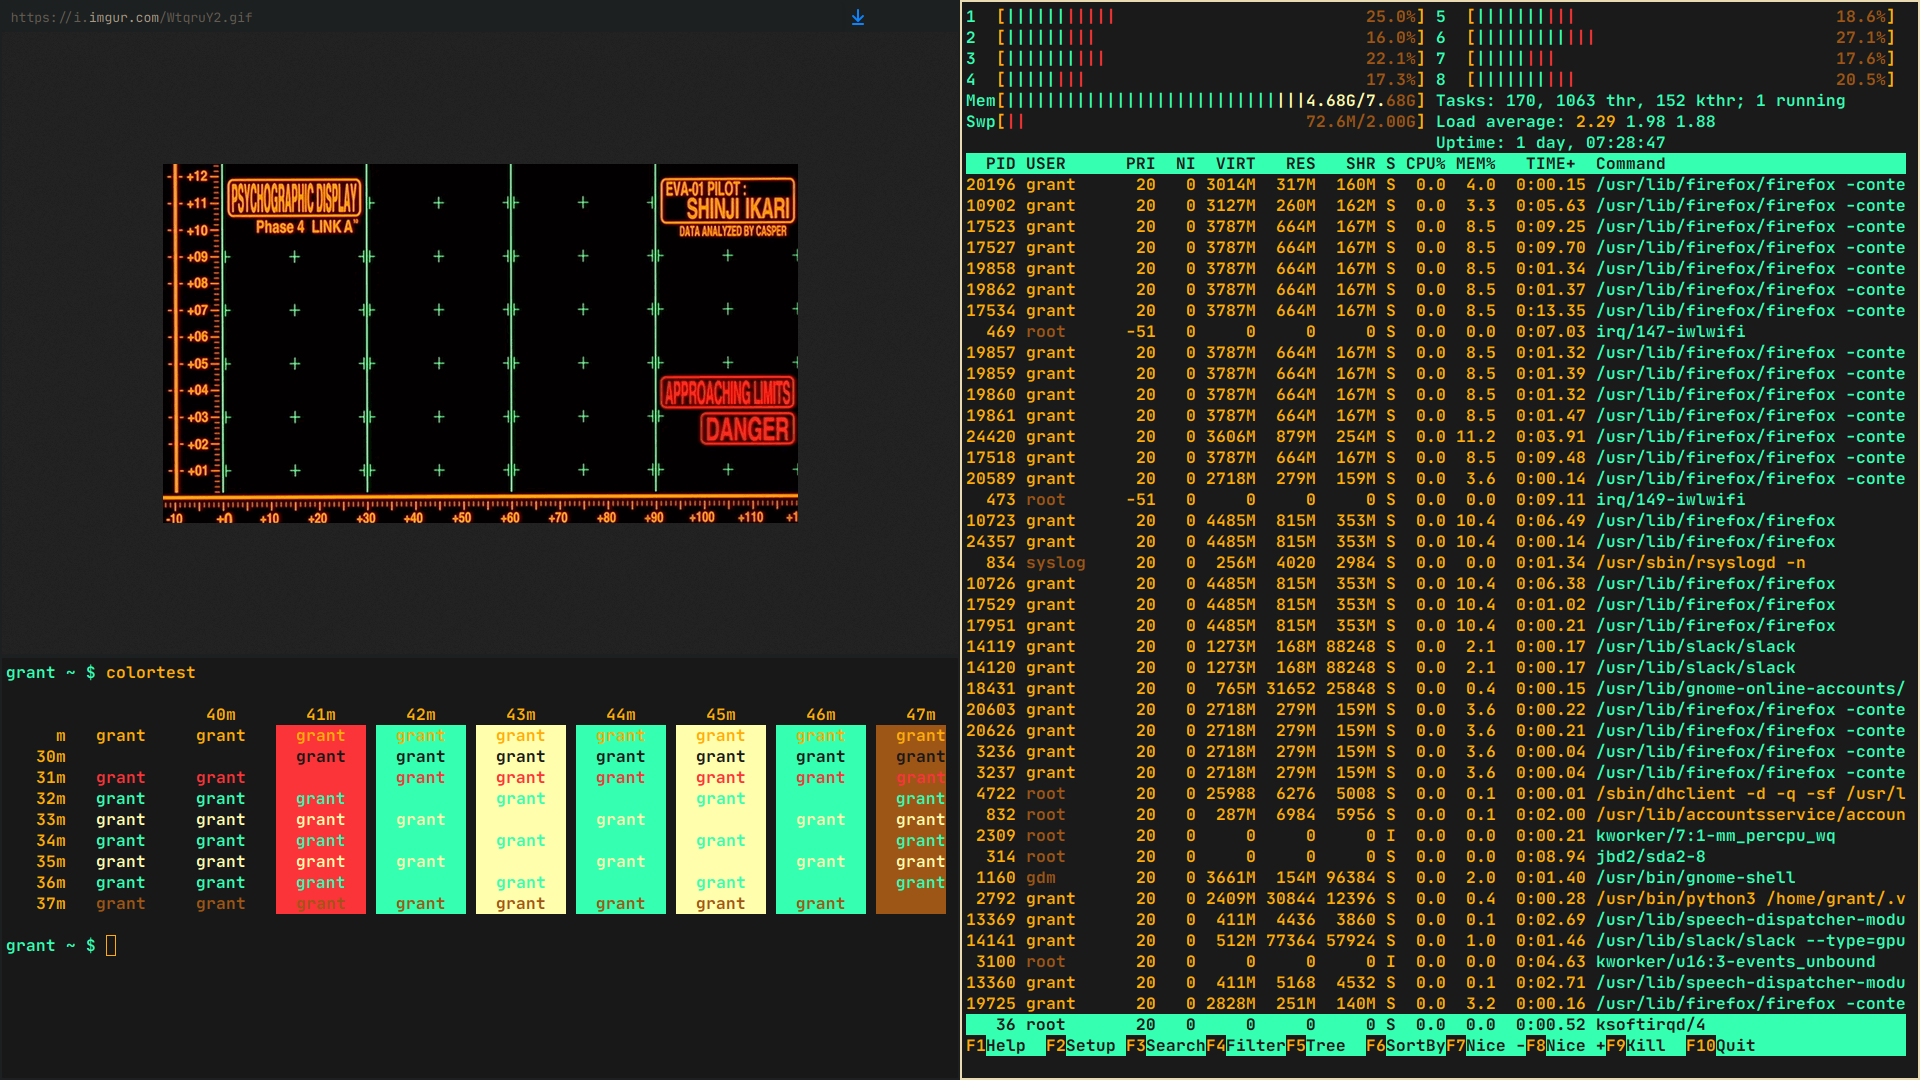 https://i.imgur.com/WtqruY2.gif
+12
+11
+10
+09
+08
+07
+06
+05
+04
+03
+02
+01
PSYCHOGRAPHIC DISPLAY
Phase 4 LINK A"
EVA-01 PILOT :
SHINJI IKARI
DATA ANALYZED BY CASPER
APPROACHING LIMITS
DANGER
-10 +0 +10 +20 +30 +40 +50 +60 +70 +80 +90 +100 +110 +1
grant ~ $ colortest
40m 41m 42m 43m 44m 45m 46m 47m
m grant grant grant grant grant grant grant grant grant
30m grant grant grant grant grant grant grant
31m grant grant grant grant grant grant grant grant
32m grant grant grant grant grant grant
33m grant grant grant grant grant grant grant
34m grant grant grant grant grant grant
35m grant grant grant grant grant grant grant
36m grant grant grant grant grant grant
37m grant grant grant grant grant grant grant grant
grant ~ $
1 [|||||||||||25.0%] 5 [||||||||||18.6%]
2 [|||||||||16.0%] 6 [||||||||||||27.1%]
3 [||||||||||22.1%] 7 [||||||||17.6%]
4 [||||||||17.3%] 8 [||||||||||20.5%]
Mem[||||||||||||||||||||||||||||||4.68G/7.68G] Tasks: 170, 1063 thr, 152 kthr; 1 running
Swp[||72.6M/2.00G] Load average: 2.29 1.98 1.88
Uptime: 1 day, 07:28:47
PID USER PRI NI VIRT RES SHR S CPU% MEM% TIME+ Command
20196 grant 20 0 3014M 317M 160M S 0.0 4.0 0:00.15 /usr/lib/firefox/firefox -conte
10902 grant 20 0 3127M 260M 162M S 0.0 3.3 0:05.63 /usr/lib/firefox/firefox -conte
17523 grant 20 0 3787M 664M 167M S 0.0 8.5 0:09.25 /usr/lib/firefox/firefox -conte
17527 grant 20 0 3787M 664M 167M S 0.0 8.5 0:09.70 /usr/lib/firefox/firefox -conte
19858 grant 20 0 3787M 664M 167M S 0.0 8.5 0:01.34 /usr/lib/firefox/firefox -conte
19862 grant 20 0 3787M 664M 167M S 0.0 8.5 0:01.37 /usr/lib/firefox/firefox -conte
17534 grant 20 0 3787M 664M 167M S 0.0 8.5 0:13.35 /usr/lib/firefox/firefox -conte
469 root -51 0 0 0 0 S 0.0 0.0 0:07.03 irq/147-iwlwifi
19857 grant 20 0 3787M 664M 167M S 0.0 8.5 0:01.32 /usr/lib/firefox/firefox -conte
19859 grant 20 0 3787M 664M 167M S 0.0 8.5 0:01.39 /usr/lib/firefox/firefox -conte
19860 grant 20 0 3787M 664M 167M S 0.0 8.5 0:01.32 /usr/lib/firefox/firefox -conte
19861 grant 20 0 3787M 664M 167M S 0.0 8.5 0:01.47 /usr/lib/firefox/firefox -conte
24420 grant 20 0 3606M 879M 254M S 0.0 11.2 0:03.91 /usr/lib/firefox/firefox -conte
17518 grant 20 0 3787M 664M 167M S 0.0 8.5 0:09.48 /usr/lib/firefox/firefox -conte
20589 grant 20 0 2718M 279M 159M S 0.0 3.6 0:00.14 /usr/lib/firefox/firefox -conte
473 root -51 0 0 0 0 S 0.0 0.0 0:09.11 irq/149-iwlwifi
10723 grant 20 0 4485M 815M 353M S 0.0 10.4 0:06.49 /usr/lib/firefox/firefox
24357 grant 20 0 4485M 815M 353M S 0.0 10.4 0:00.14 /usr/lib/firefox/firefox
834 syslog 20 0 256M 4020 2984 S 0.0 0.0 0:01.34 /usr/sbin/rsyslogd -n
10726 grant 20 0 4485M 815M 353M S 0.0 10.4 0:06.38 /usr/lib/firefox/firefox
17529 grant 20 0 4485M 815M 353M S 0.0 10.4 0:01.02 /usr/lib/firefox/firefox
17951 grant 20 0 4485M 815M 353M S 0.0 10.4 0:00.21 /usr/lib/firefox/firefox
14119 grant 20 0 1273M 168M 88248 S 0.0 2.1 0:00.17 /usr/lib/slack/slack
14120 grant 20 0 1273M 168M 88248 S 0.0 2.1 0:00.17 /usr/lib/slack/slack
18431 grant 20 0 765M 31652 25848 S 0.0 0.4 0:00.15 /usr/lib/gnome-online-accounts/
20603 grant 20 0 2718M 279M 159M S 0.0 3.6 0:00.22 /usr/lib/firefox/firefox -conte
20626 grant 20 0 2718M 279M 159M S 0.0 3.6 0:00.21 /usr/lib/firefox/firefox -conte
3236 grant 20 0 2718M 279M 159M S 0.0 3.6 0:00.04 /usr/lib/firefox/firefox -conte
3237 grant 20 0 2718M 279M 159M S 0.0 3.6 0:00.04 /usr/lib/firefox/firefox -conte
4722 root 20 0 25988 6276 5008 S 0.0 0.1 0:00.01 /sbin/dhclient -d -q -sf /usr/l
832 root 20 0 287M 6984 5956 S 0.0 0.1 0:02.00 /usr/lib/accountsservice/accoun
2309 root 20 0 0 0 0 I 0.0 0.0 0:00.21 kworker/7:1-mm_percpu_wq
314 root 20 0 0 0 0 S 0.0 0.0 0:08.94 jbd2/sda2-8
1160 gdm 20 0 3661M 154M 96384 S 0.0 2.0 0:01.40 /usr/bin/gnome-shell
2792 grant 20 0 2409M 30844 12396 S 0.0 0.4 0:00.28 /usr/bin/python3 /home/grant/.v
13369 grant 20 0 411M 4436 3860 S 0.0 0.1 0:02.69 /usr/lib/speech-dispatcher-modu
14141 grant 20 0 512M 77364 57924 S 0.0 1.0 0:01.46 /usr/lib/slack/slack --type=gpu
3100 root 20 0 0 0 0 I 0.0 0.0 0:04.63 kworker/u16:3-events_unbound
13360 grant 20 0 411M 5168 4532 S 0.0 0.1 0:02.71 /usr/lib/speech-dispatcher-modu
19725 grant 20 0 2828M 251M 140M S 0.0 3.2 0:00.16 /usr/lib/firefox/firefox -conte
36 root 20 0 0 0 0 S 0.0 0.0 0:00.52 ksoftirqd/4
F1Help F2Setup F3SearchF4FilterF5Tree F6SortByF7Nice -F8Nice +F9Kill F10Quit